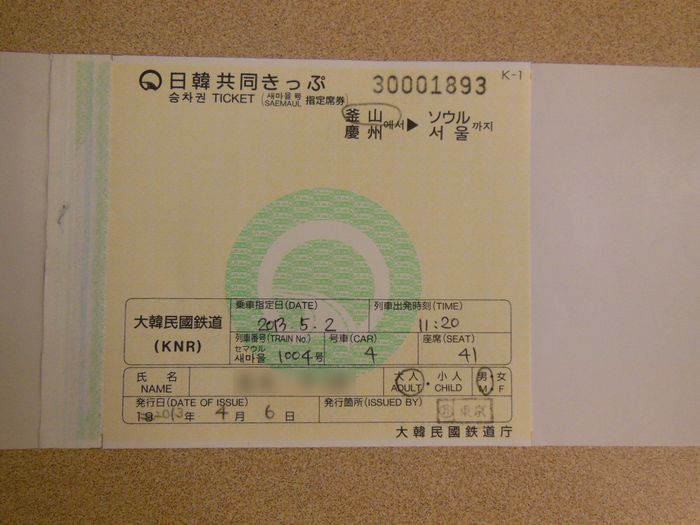 K-1
日韓共同きっぷ 30001893
승차권 TICKET (새마을号 SAEMAUL 指定席券)
釜山 慶州 에서 ▶ ソウル 서울 까지
乗車指定日(DATE) 列車出発時刻(TIME)
大韓民國鉄道 (KNR)
2013.5.2 11:20
列車番号(TRAIN No.) 号車(CAR) 座席(SEAT)
セマウル 새마을 1004号 4 41
氏名 NAME 大人 ADULT・小人 CHILD 男 M・女 F
発行日(DATE OF ISSUE) 発行箇所(ISSUED BY)
19 2013年 4月 6日 東京
大韓民國鉄道庁